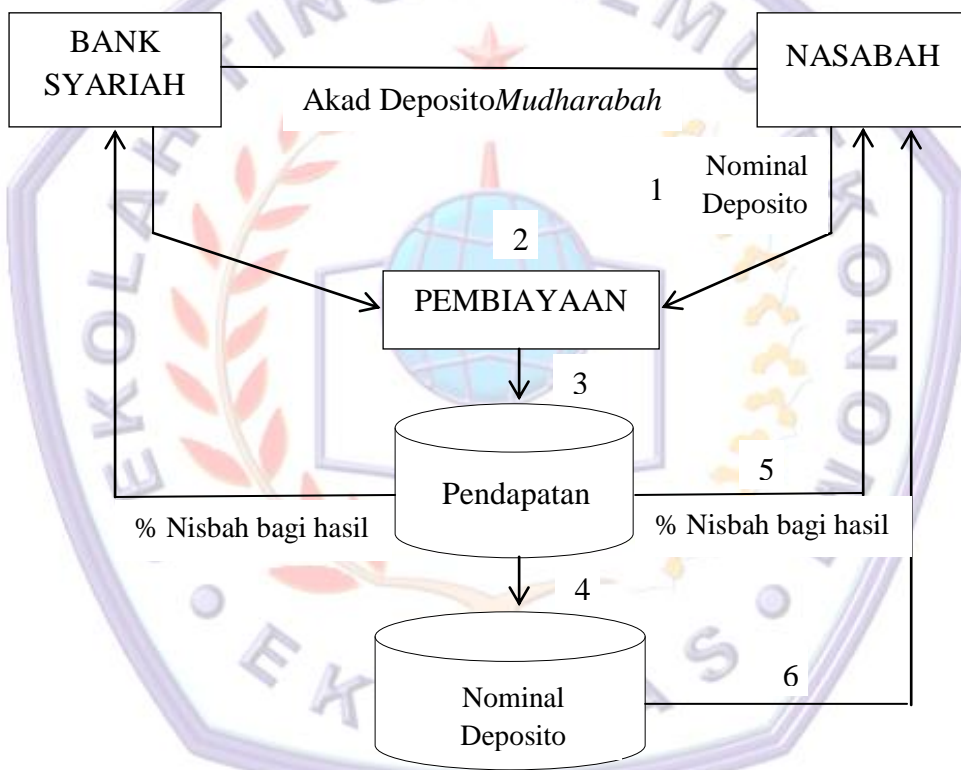 BANK
SYARIAH
NASABAH
Akad DepositoMudharabah
1
Nominal
Deposito
2
PEMBIAYAAN
3
Pendapatan
5
% Nisbah bagi hasil
% Nisbah bagi hasil
4
Nominal
Deposito
6